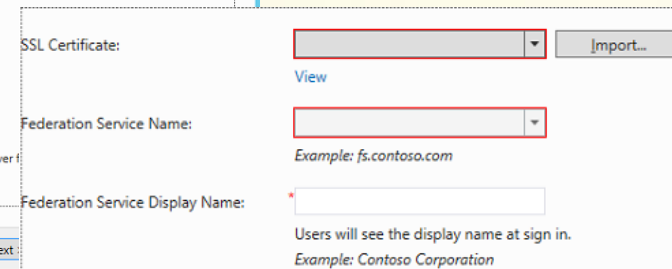 SSL Certificate:
Import...
View
Federation Service Name:
Example: fs.contoso.com
Federation Service Display Name:
*
Users will see the display name at sign in.
Example: Contoso Corporation